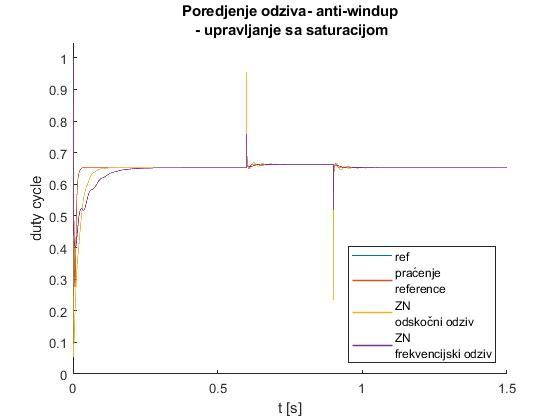 Poredjenje odziva- anti-windup
- upravljanje sa saturacijom
duty cycle
1
0.9
0.8
0.7
0.6
0.5
0.4
0.3
0.2
0.1
0
0
0.5
1
1.5
t [s]
ref
praćenje
reference
ZN
odskočni odziv
ZN
frekvencijski odziv